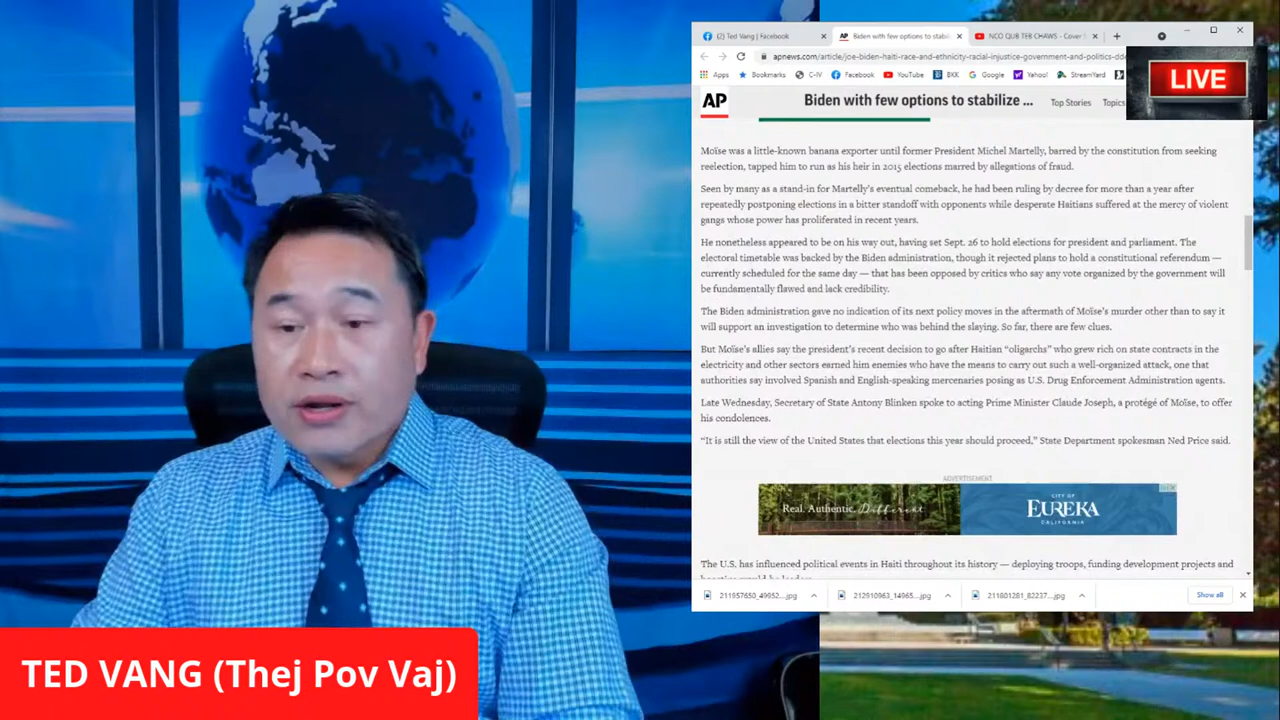 (2) Ted Vang | Facebook
Biden with few options to stabil
NCO QUB TEB CHAWS - Cover S
apnews.com/article/joe-biden-haiti-race-and-ethnicity-racial-injustice-government-and-politics-dd
Apps Bookmarks C-IV Facebook YouTube BKK Google Yahoo! StreamYard
LIVE
AP
Biden with few options to stabilize ...
Top Stories
Topics
Moïse was a little-known banana exporter until former President Michel Martelly, barred by the constitution from seeking
reelection, tapped him to run as his heir in 2015 elections marred by allegations of fraud.
Seen by many as a stand-in for Martelly's eventual comeback, he had been ruling by decree for more than a year after
repeatedly postponing elections in a bitter standoff with opponents while desperate Haitians suffered at the mercy of violent
gangs whose power has proliferated in recent years.
He nonetheless appeared to be on his way out, having set Sept. 26 to hold elections for president and parliament. The
electoral timetable was backed by the Biden administration, though it rejected plans to hold a constitutional referendum —
currently scheduled for the same day — that has been opposed by critics who say any vote organized by the government will
be fundamentally flawed and lack credibility.
The Biden administration gave no indication of its next policy moves in the aftermath of Moïse's murder other than to say it
will support an investigation to determine who was behind the slaying. So far, there are few clues.
But Moïse's allies say the president's recent decision to go after Haitian “oligarchs” who grew rich on state contracts in the
electricity and other sectors earned him enemies who have the means to carry out such a well-organized attack, one that
authorities say involved Spanish and English-speaking mercenaries posing as U.S. Drug Enforcement Administration agents.
Late Wednesday, Secretary of State Antony Blinken spoke to acting Prime Minister Claude Joseph, a protégé of Moïse, to offer
his condolences.
“It is still the view of the United States that elections this year should proceed,” State Department spokesman Ned Price said.
ADVERTISEMENT
Real. Authentic. Different
CITY OF
EUREKA
CALIFORNIA
The U.S. has influenced political events in Haiti throughout its history — deploying troops, funding development projects and
211957650_49952....jpg
212910963_14965....jpg
211801281_82237....jpg
Show all
TED VANG (Thej Pov Vaj)